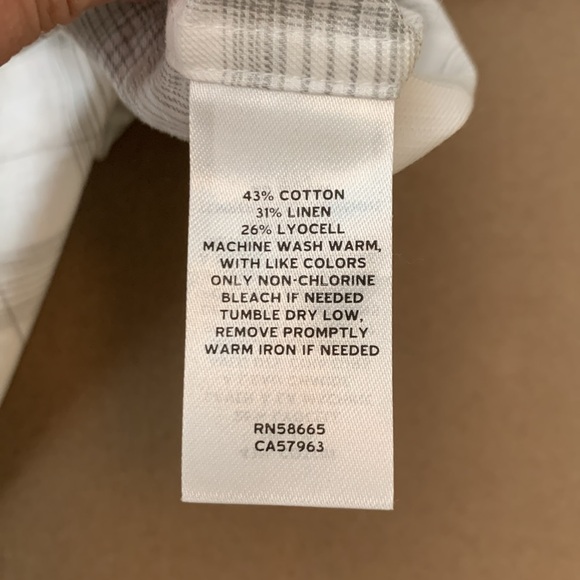 43% COTTON
31% LINEN
26% LYOCELL
MACHINE WASH WARM,
WITH LIKE COLORS
ONLY NON-CHLORINE
BLEACH IF NEEDED
TUMBLE DRY LOW,
REMOVE PROMPTLY
WARM IRON IF NEEDED
RN58665
CA57963